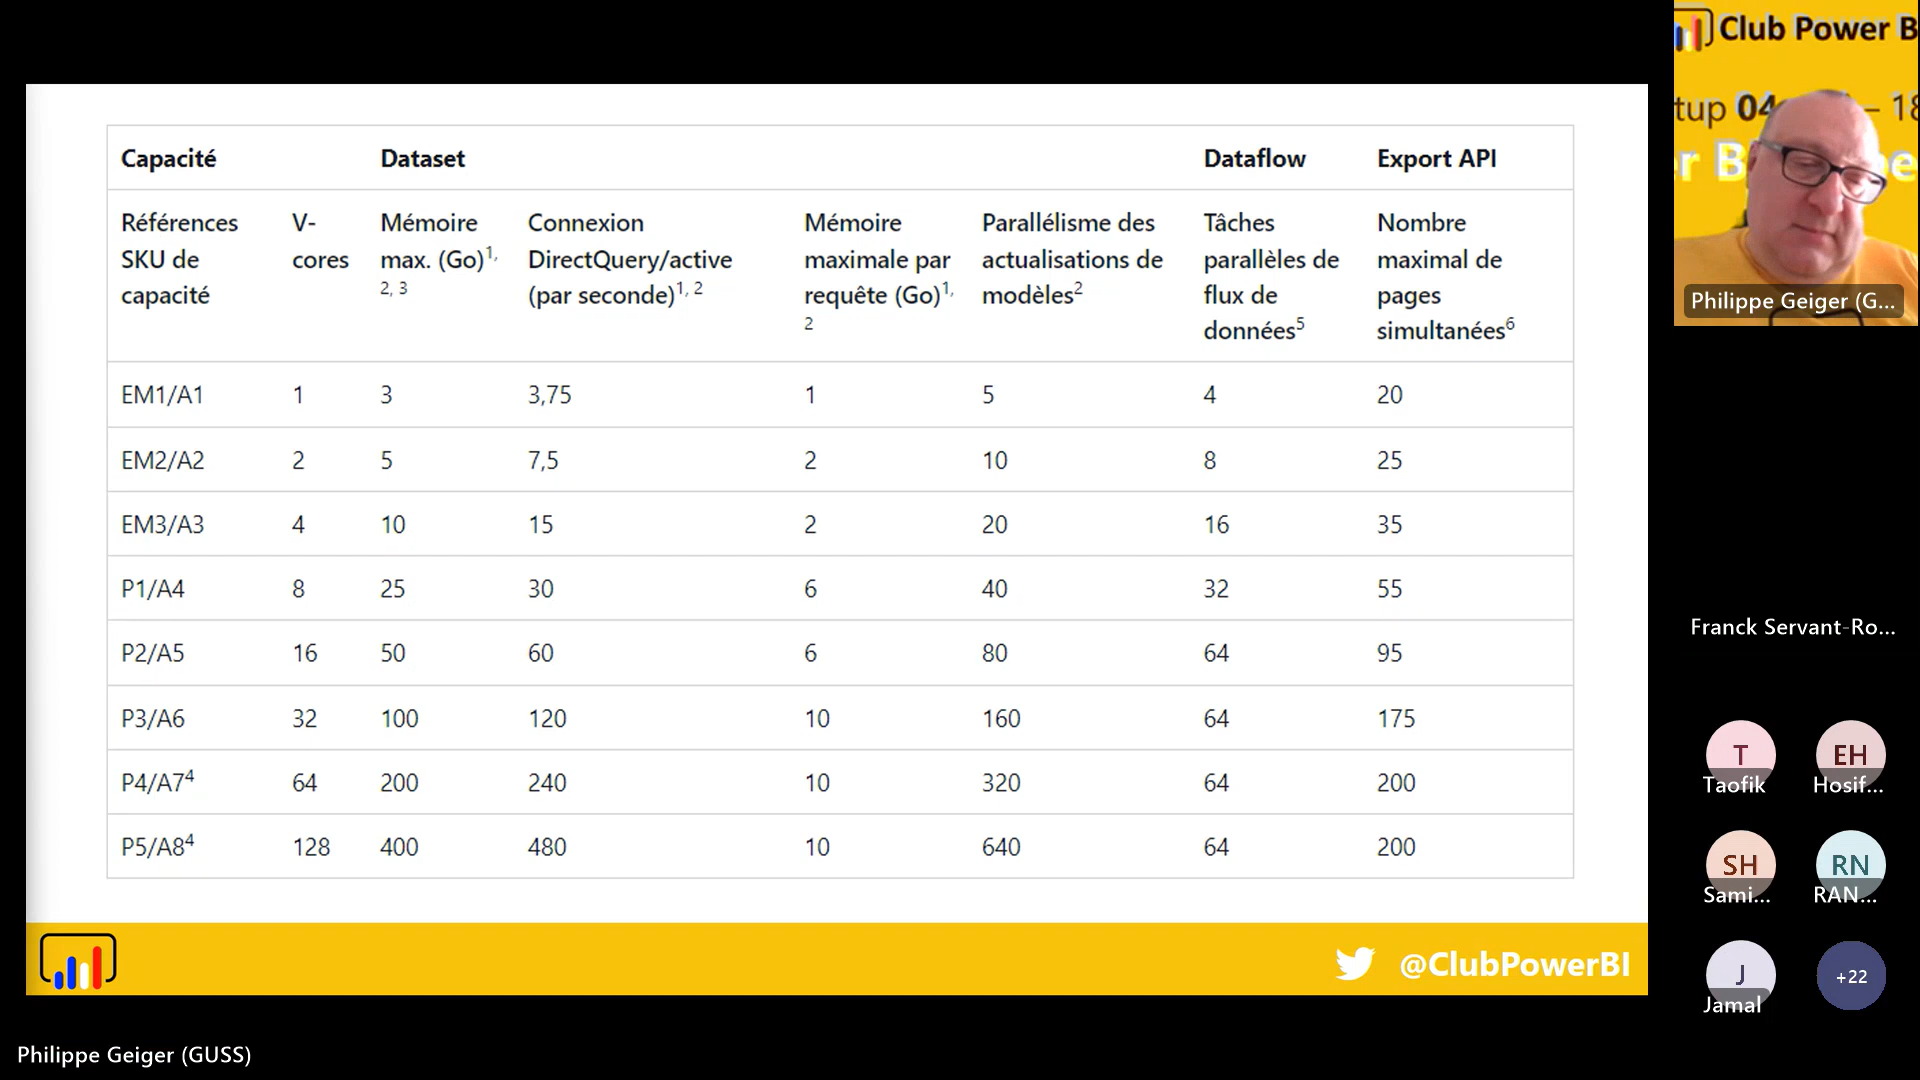 Capacité Dataset Dataflow Export API
Références SKU de capacité V-cores Mémoire max. (Go)1, 2, 3 Connexion DirectQuery/active (par seconde)1, 2 Mémoire maximale par requête (Go)1, 2 Parallélisme des actualisations de modèles2 Tâches parallèles de flux de données5 Nombre maximal de pages simultanées6
EM1/A1 1 3 3,75 1 5 4 20
EM2/A2 2 5 7,5 2 10 8 25
EM3/A3 4 10 15 2 20 16 35
P1/A4 8 25 30 6 40 32 55
P2/A5 16 50 60 6 80 64 95
P3/A6 32 100 120 10 160 64 175
P4/A74 64 200 240 10 320 64 200
P5/A84 128 400 480 10 640 64 200
@ClubPowerBI
Philippe Geiger (GUSS)
Club Power B
tup 04 – 18
Philippe Geiger (G...
Franck Servant-Ro...
T
Taofik
EH
Hosif...
SH
Sami...
RN
RAN...
J
Jamal
+22